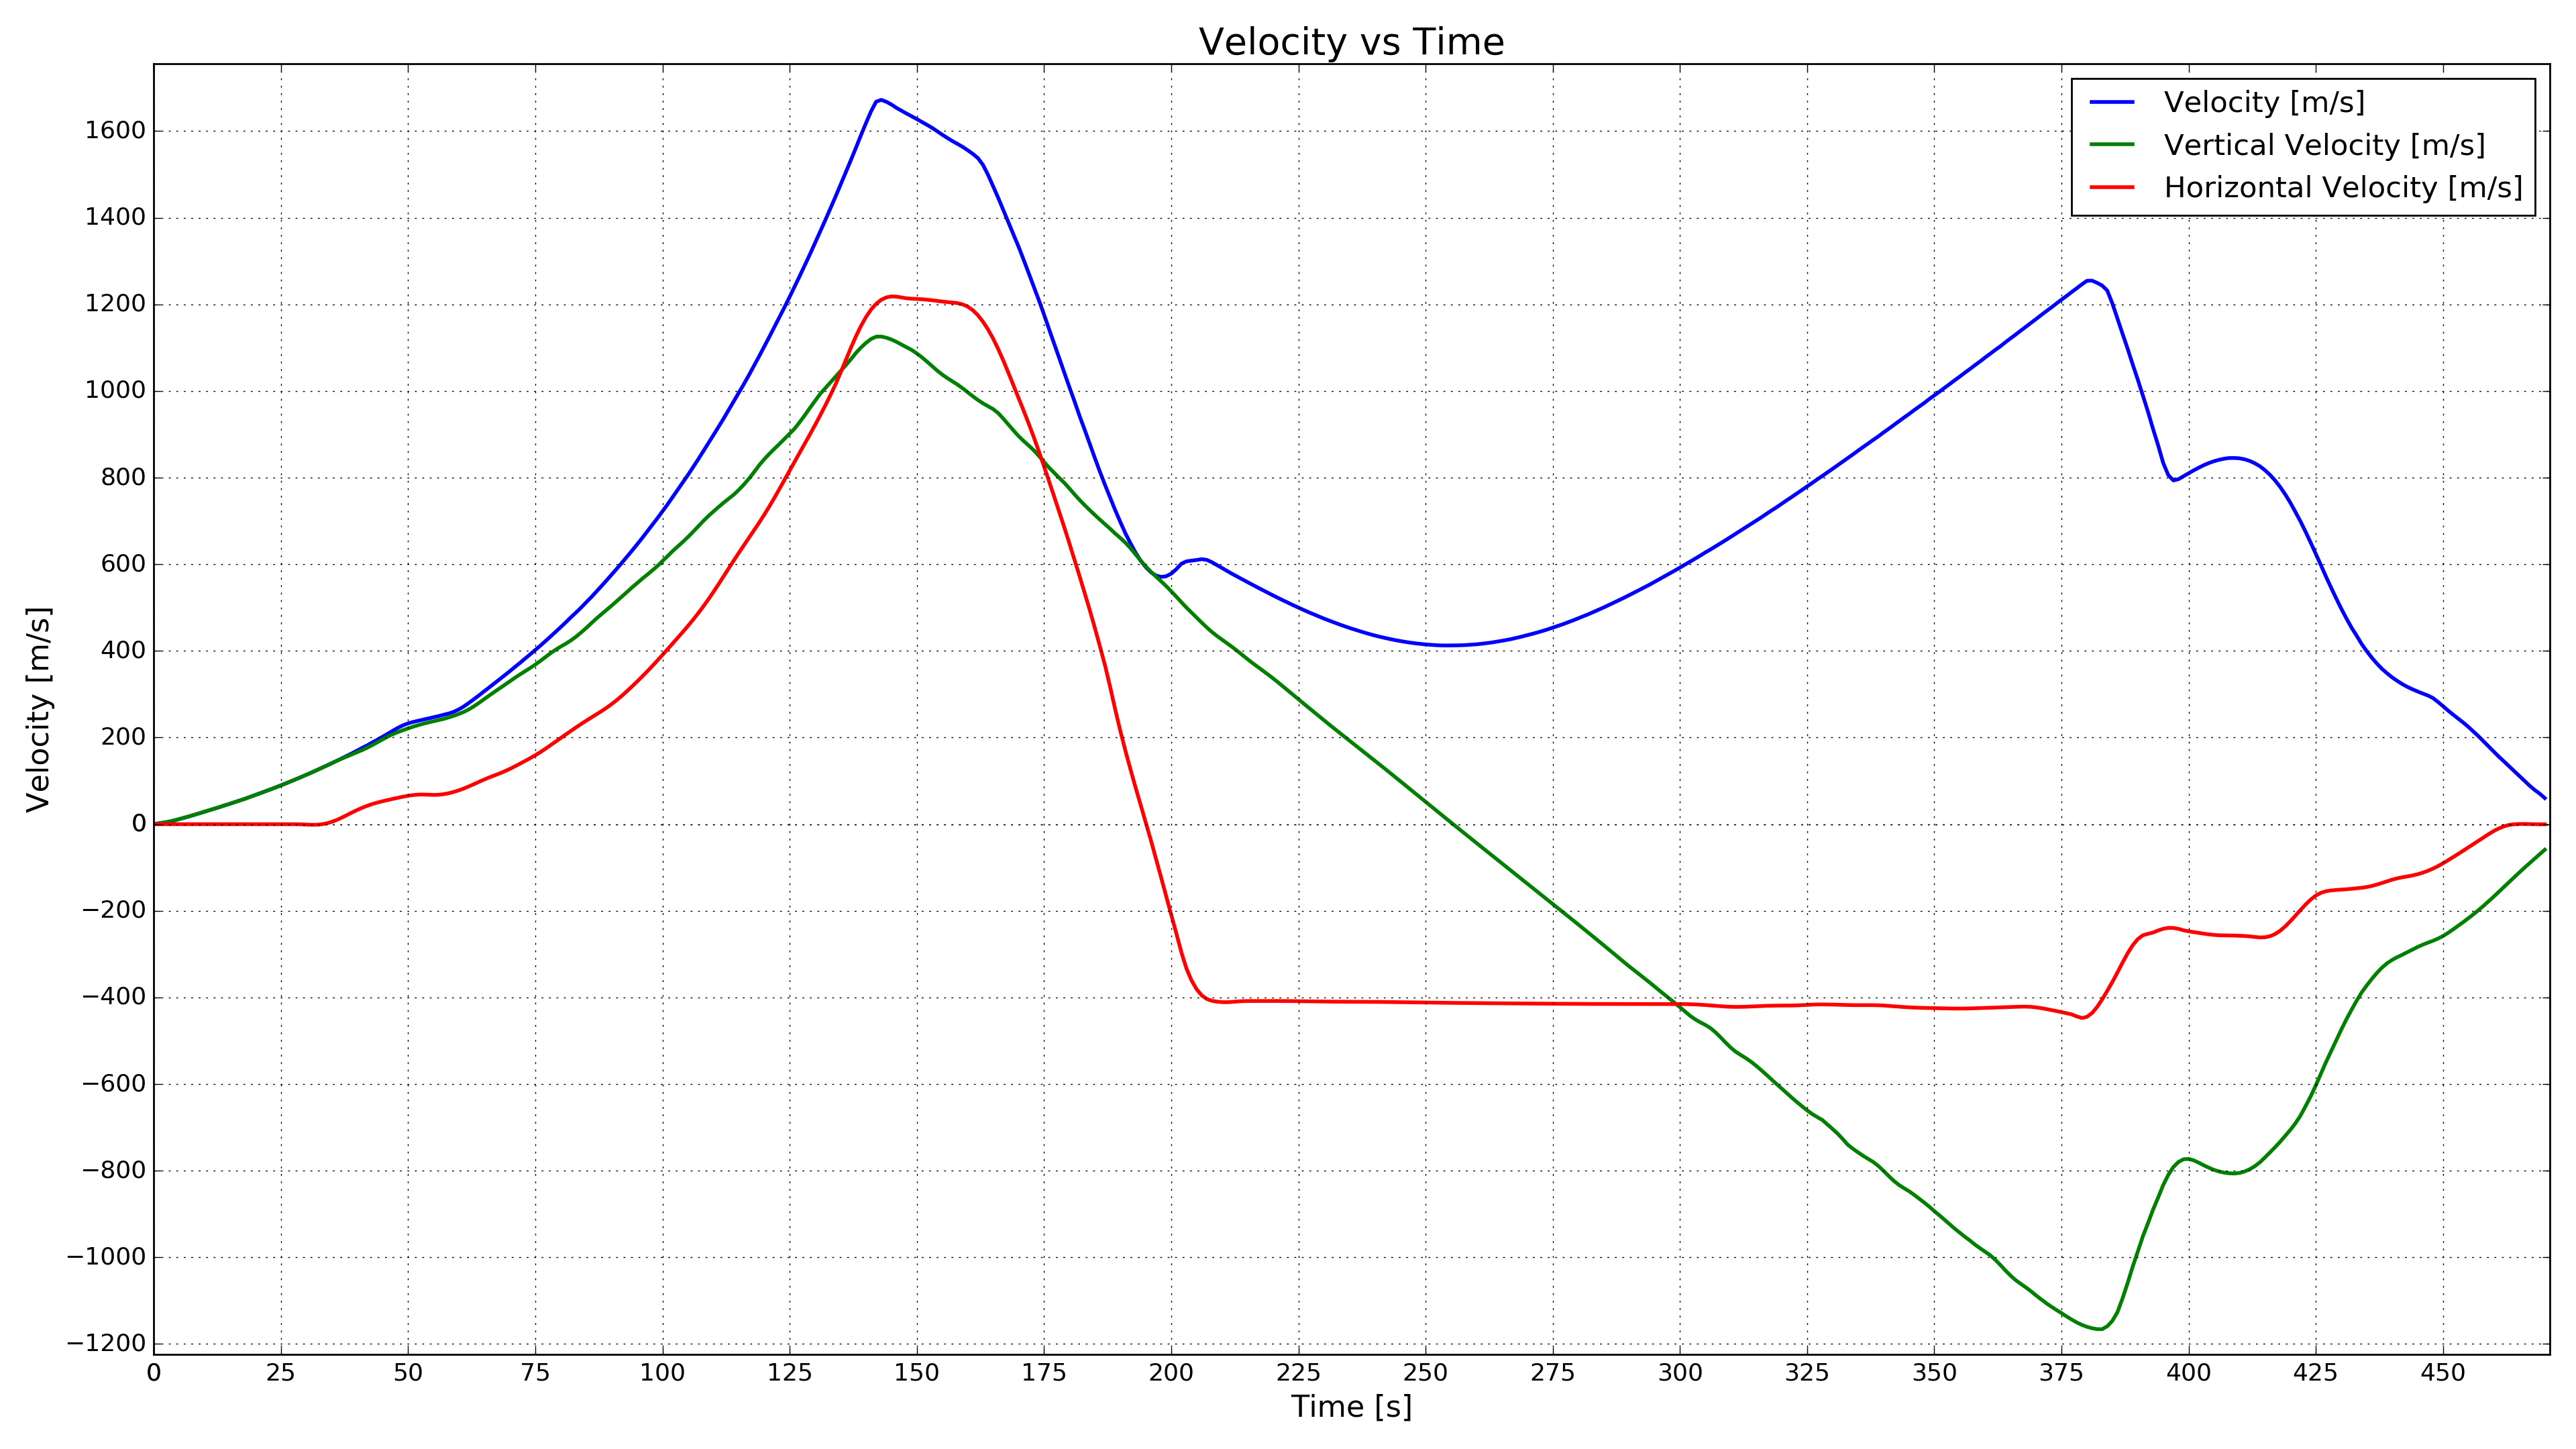 Velocity vs Time
Velocity [m/s]
Vertical Velocity [m/s]
Horizontal Velocity [m/s]
Velocity [m/s]
1600
1400
1200
1000
800
600
400
200
0
−200
−400
−600
−800
−1000
−1200
0 25 50 75 100 125 150 175 200 225 250 275 300 325 350 375 400 425 450
Time [s]